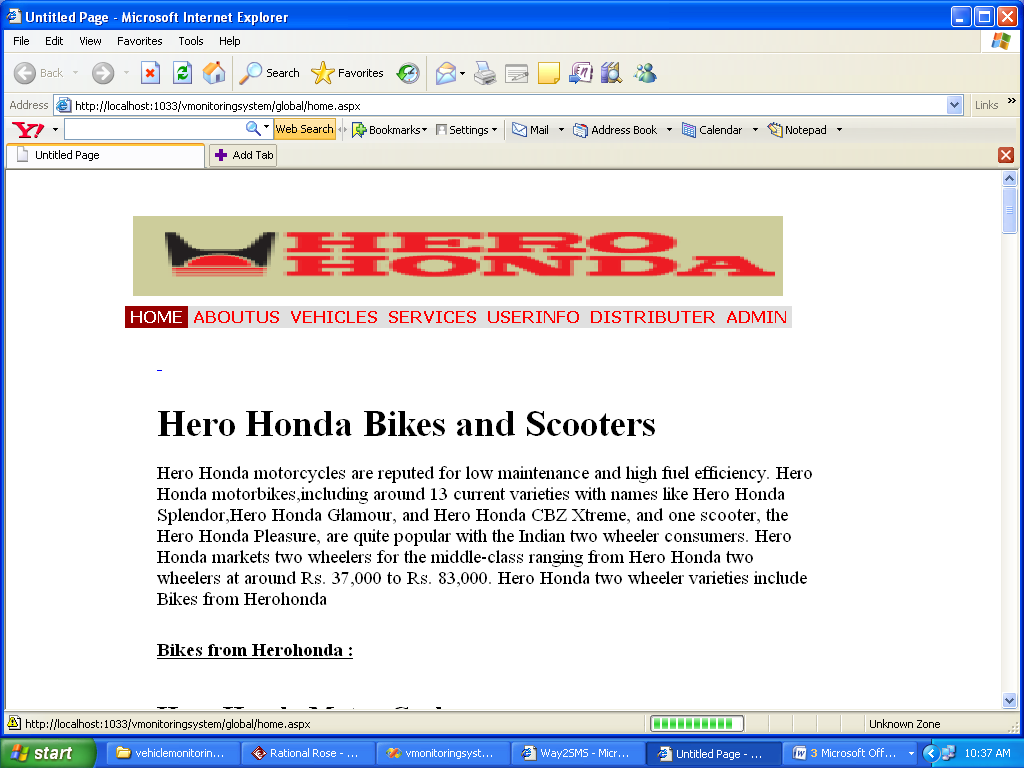 Untitled Page - Microsoft Internet Explorer
File Edit View Favorites Tools Help
Back Search Favorites
Address http://localhost:1033/vmonitoringsystem/global/home.aspx Links »
Y! Web Search Bookmarks Settings Mail Address Book Calendar Notepad
Untitled Page Add Tab
HERO
HONDA
HOME ABOUTUS VEHICLES SERVICES USERINFO DISTRIBUTER ADMIN
Hero Honda Bikes and Scooters
Hero Honda motorcycles are reputed for low maintenance and high fuel efficiency. Hero
Honda motorbikes,including around 13 current varieties with names like Hero Honda
Splendor,Hero Honda Glamour, and Hero Honda CBZ Xtreme, and one scooter, the
Hero Honda Pleasure, are quite popular with the Indian two wheeler consumers. Hero
Honda markets two wheelers for the middle-class ranging from Hero Honda two
wheelers at around Rs. 37,000 to Rs. 83,000. Hero Honda two wheeler varieties include
Bikes from Herohonda
Bikes from Herohonda :
http://localhost:1033/vmonitoringsystem/global/home.aspx Unknown Zone
start vehiclemonitorin... Rational Rose - ... vmonitoringsyst... Way2SMS - Micr... Untitled Page - ... 3 Microsoft Off... 10:37 AM